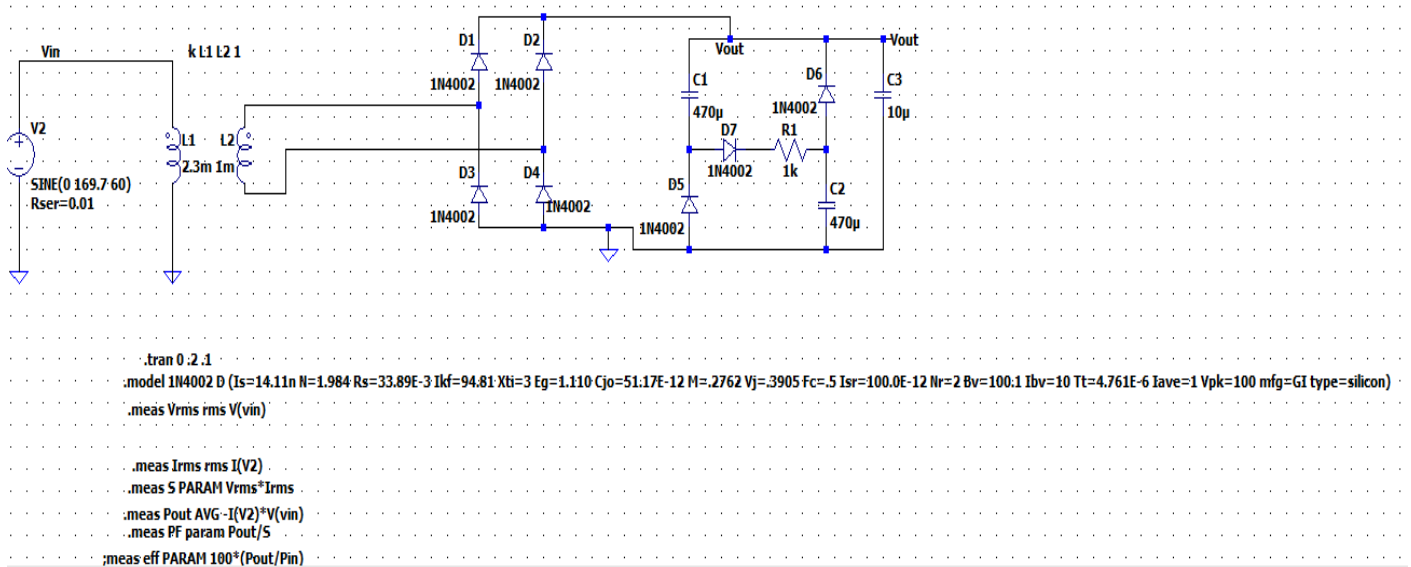 Vin
k L1 L2 1
V2
SINE(0 169.7 60)
Rser=0.01
L1
2.3m
L2
1m
D1
1N4002
D2
1N4002
D3
1N4002
D4
1N4002
Vout
Vout
C1
470µ
D6
1N4002
C3
10µ
D7
1N4002
R1
1k
D5
1N4002
C2
470µ
.tran 0 .2 .1
.model 1N4002 D (Is=14.11n N=1.984 Rs=33.89E-3 Ikf=94.81 Xti=3 Eg=1.110 Cjo=51.17E-12 M=.2762 Vj=.3905 Fc=.5 Isr=100.0E-12 Nr=2 Bv=100.1 Ibv=10 Tt=4.761E-6 Iave=1 Vpk=100 mfg=GI type=silicon)
.meas Vrms rms V(vin)
.meas Irms rms I(V2)
.meas S PARAM Vrms*Irms
.meas Pout AVG -I(V2)*V(vin)
.meas PF param Pout/S
;meas eff PARAM 100*(Pout/Pin)